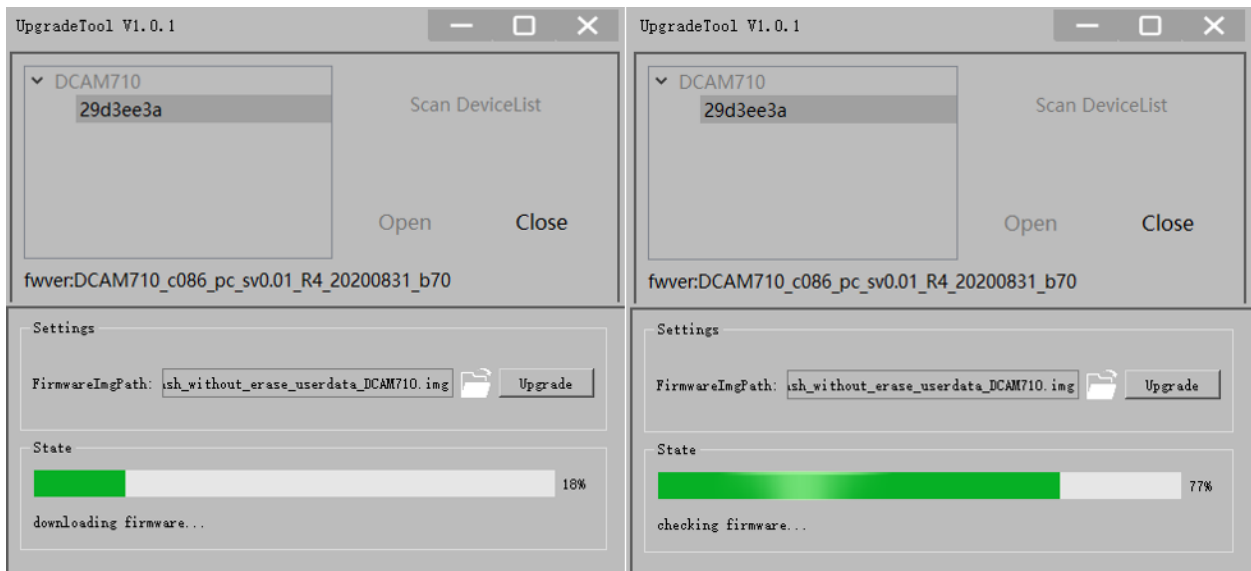 UpgradeTool V1.0.1
DCAM710
29d3ee3a
Scan DeviceList
Open
Close
fwver:DCAM710_c086_pc_sv0.01_R4_20200831_b70
Settings
FirmwareImgPath: sh_without_erase_userdata_DCAM710.img
Upgrade
State
18%
downloading firmware...
UpgradeTool V1.0.1
DCAM710
29d3ee3a
Scan DeviceList
Open
Close
fwver:DCAM710_c086_pc_sv0.01_R4_20200831_b70
Settings
FirmwareImgPath: sh_without_erase_userdata_DCAM710.img
Upgrade
State
77%
checking firmware...